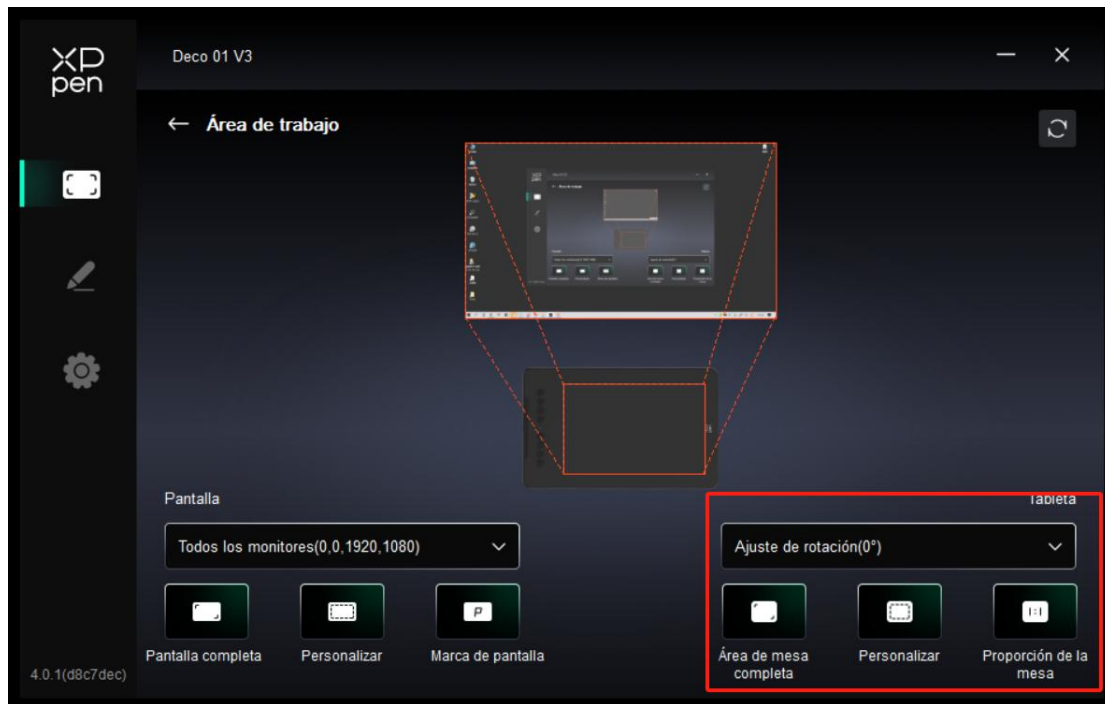 XP
pen
Deco 01 V3
← Área de trabajo
Pantalla
Tableta
Todos los monitores(0,0,1920,1080)
Ajuste de rotación(0°)
P
1:1
Pantalla completa
Personalizar
Marca de pantalla
Área de mesa
completa
Personalizar
Proporción de la
mesa
4.0.1(d8c7dec)